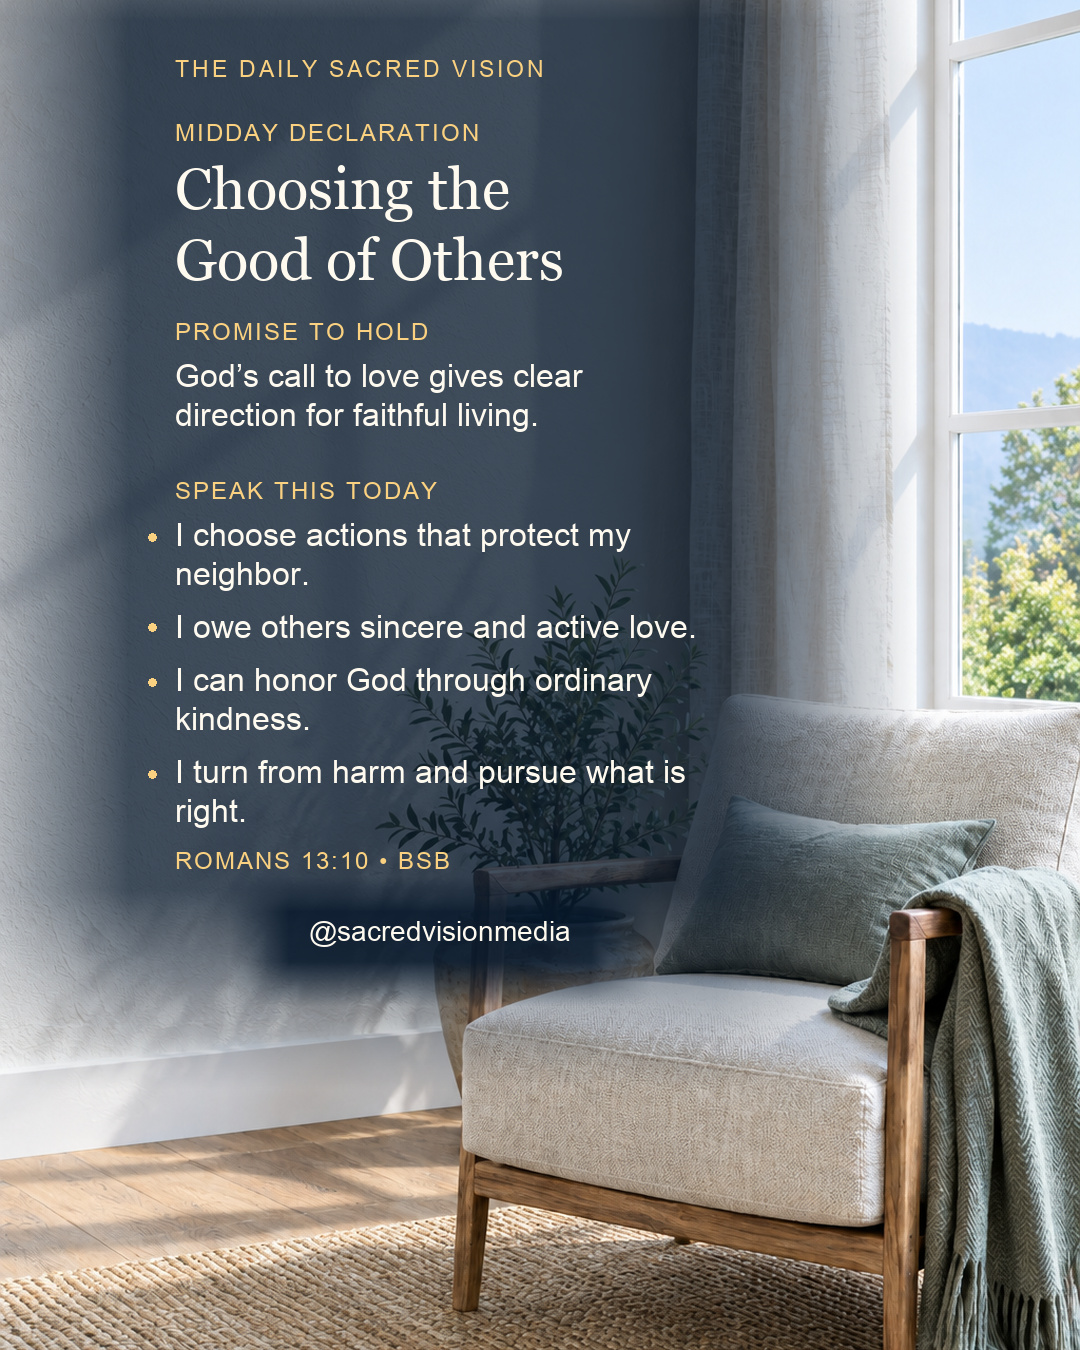 THE DAILY SACRED VISION
MIDDAY DECLARATION
Choosing the
Good of Others
PROMISE TO HOLD
God’s call to love gives clear
direction for faithful living.
SPEAK THIS TODAY
• I choose actions that protect my
neighbor.
• I owe others sincere and active love.
• I can honor God through ordinary
kindness.
• I turn from harm and pursue what is
right.
ROMANS 13:10 • BSB
@sacredvisionmedia